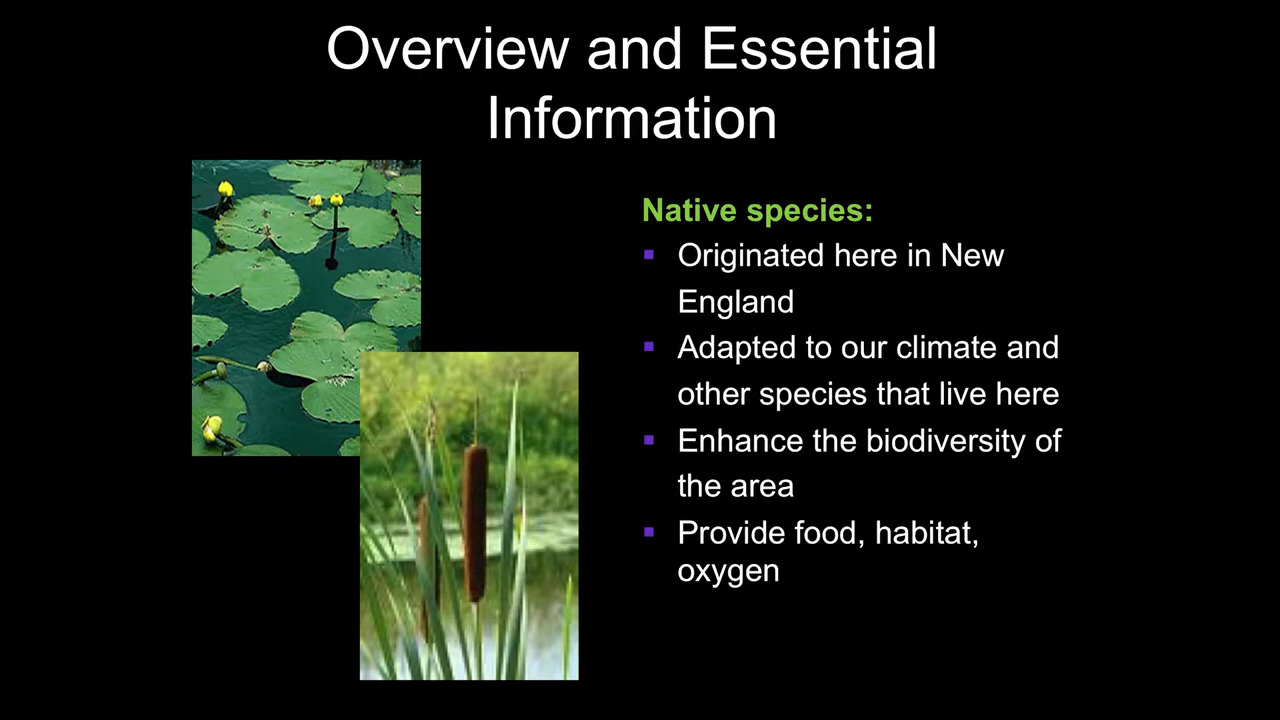 Overview and Essential
Information
Native species:
▪ Originated here in New
England
▪ Adapted to our climate and
other species that live here
▪ Enhance the biodiversity of
the area
▪ Provide food, habitat,
oxygen